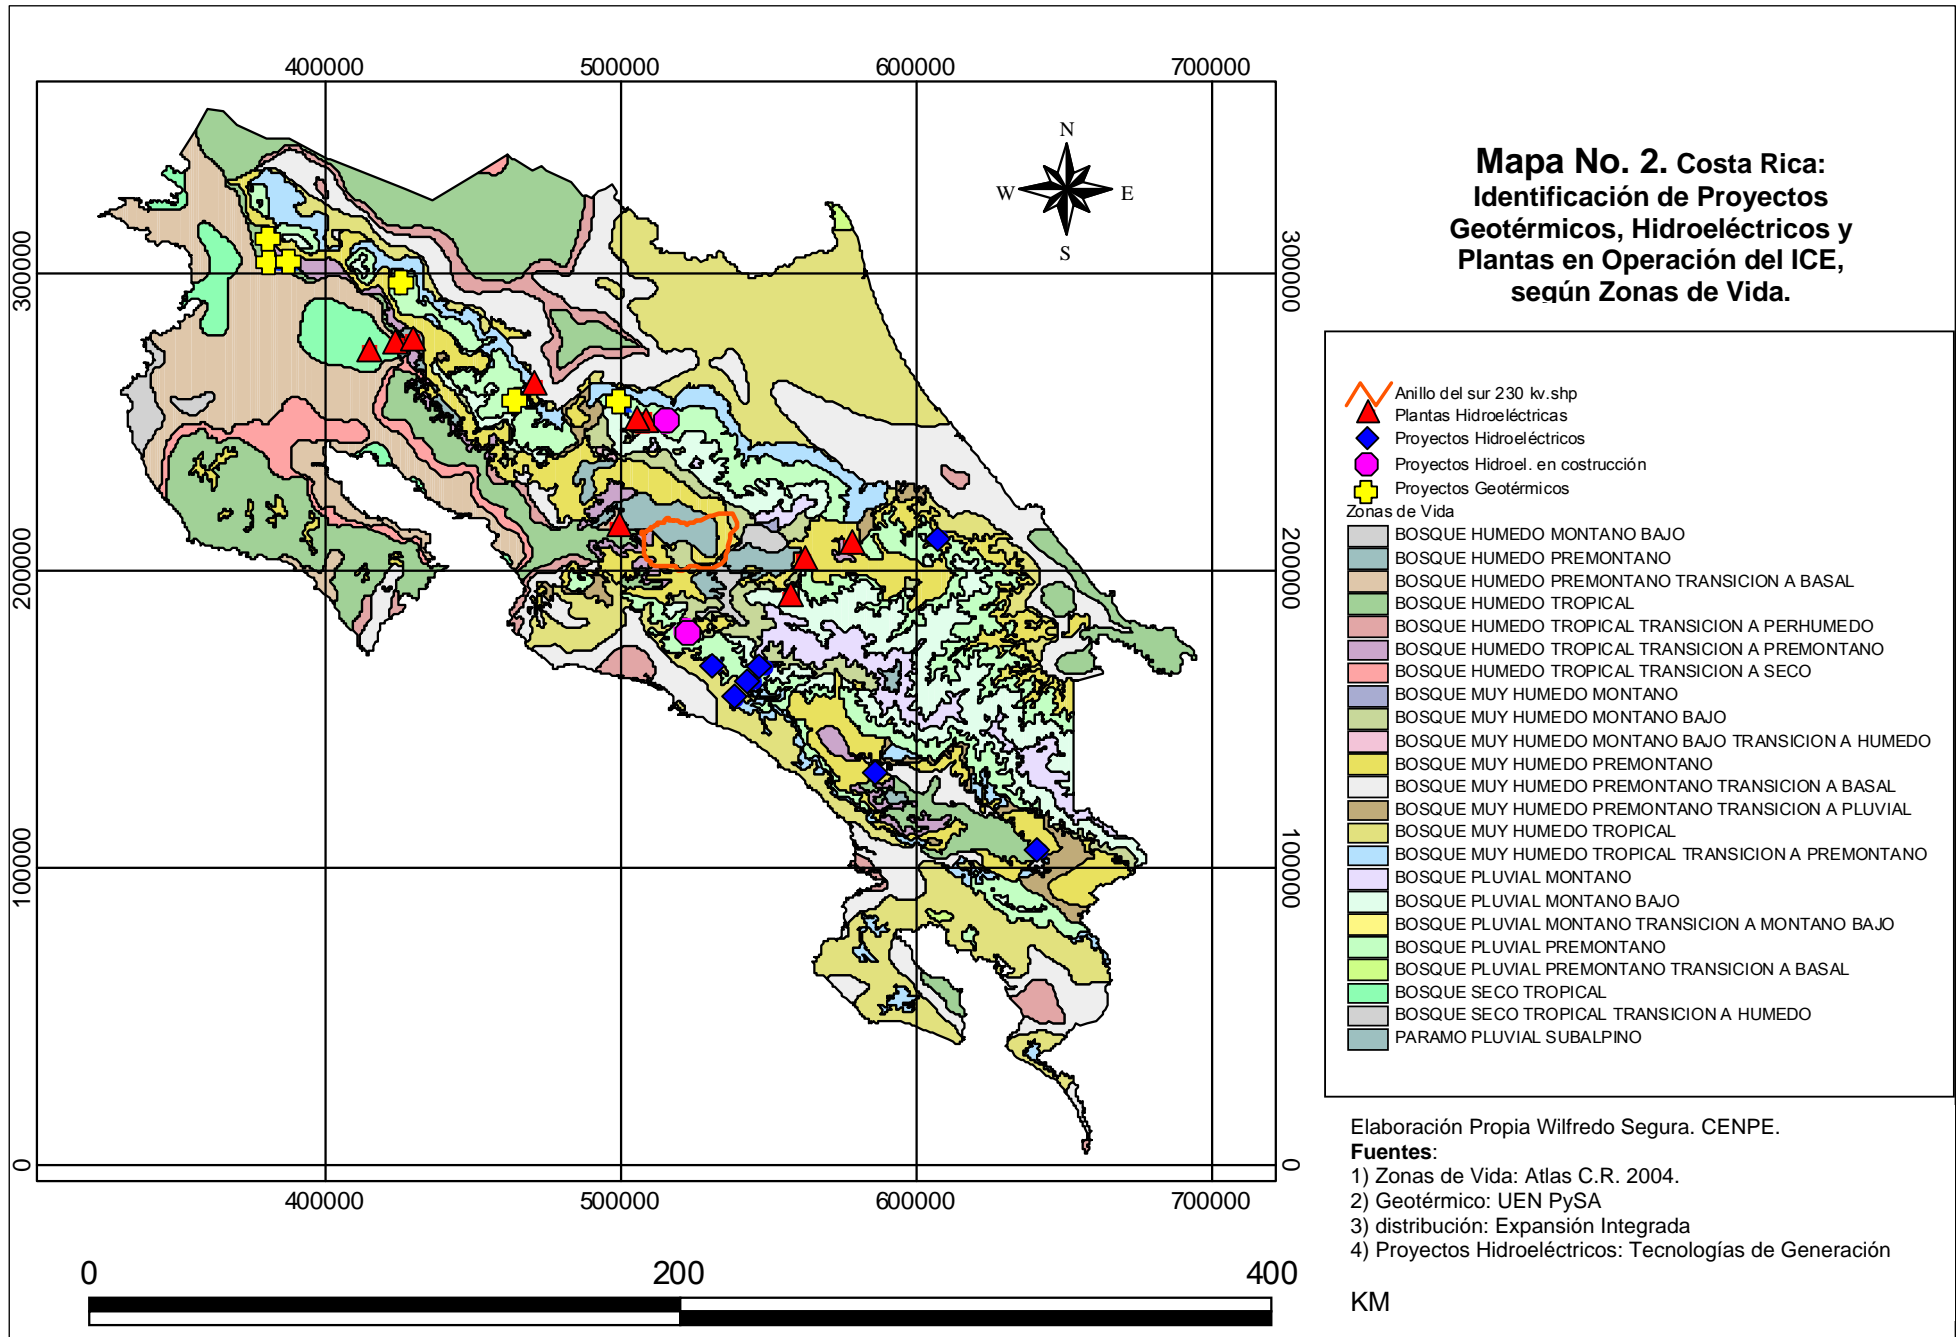 400000 500000 600000 700000
N
W E
S
300000 300000
200000 200000
100000 100000
0 0
400000 500000 600000 700000
0 200 400
KM
Mapa No. 2. Costa Rica:
Identificación de Proyectos
Geotérmicos, Hidroeléctricos y
Plantas en Operación del ICE,
según Zonas de Vida.
Anillo del sur 230 kv.shp
Plantas Hidroeléctricas
Proyectos Hidroeléctricos
Proyectos Hidroel. en costrucción
Proyectos Geotérmicos
Zonas de Vida
BOSQUE HUMEDO MONTANO BAJO
BOSQUE HUMEDO PREMONTANO
BOSQUE HUMEDO PREMONTANO TRANSICION A BASAL
BOSQUE HUMEDO TROPICAL
BOSQUE HUMEDO TROPICAL TRANSICION A PERHUMEDO
BOSQUE HUMEDO TROPICAL TRANSICION A PREMONTANO
BOSQUE HUMEDO TROPICAL TRANSICION A SECO
BOSQUE MUY HUMEDO MONTANO
BOSQUE MUY HUMEDO MONTANO BAJO
BOSQUE MUY HUMEDO MONTANO BAJO TRANSICION A HUMEDO
BOSQUE MUY HUMEDO PREMONTANO
BOSQUE MUY HUMEDO PREMONTANO TRANSICION A BASAL
BOSQUE MUY HUMEDO PREMONTANO TRANSICION A PLUVIAL
BOSQUE MUY HUMEDO TROPICAL
BOSQUE MUY HUMEDO TROPICAL TRANSICION A PREMONTANO
BOSQUE PLUVIAL MONTANO
BOSQUE PLUVIAL MONTANO BAJO
BOSQUE PLUVIAL MONTANO TRANSICION A MONTANO BAJO
BOSQUE PLUVIAL PREMONTANO
BOSQUE PLUVIAL PREMONTANO TRANSICION A BASAL
BOSQUE SECO TROPICAL
BOSQUE SECO TROPICAL TRANSICION A HUMEDO
PARAMO PLUVIAL SUBALPINO
Elaboración Propia Wilfredo Segura. CENPE.
Fuentes:
1) Zonas de Vida: Atlas C.R. 2004.
2) Geotérmico: UEN PySA
3) distribución: Expansión Integrada
4) Proyectos Hidroeléctricos: Tecnologías de Generación